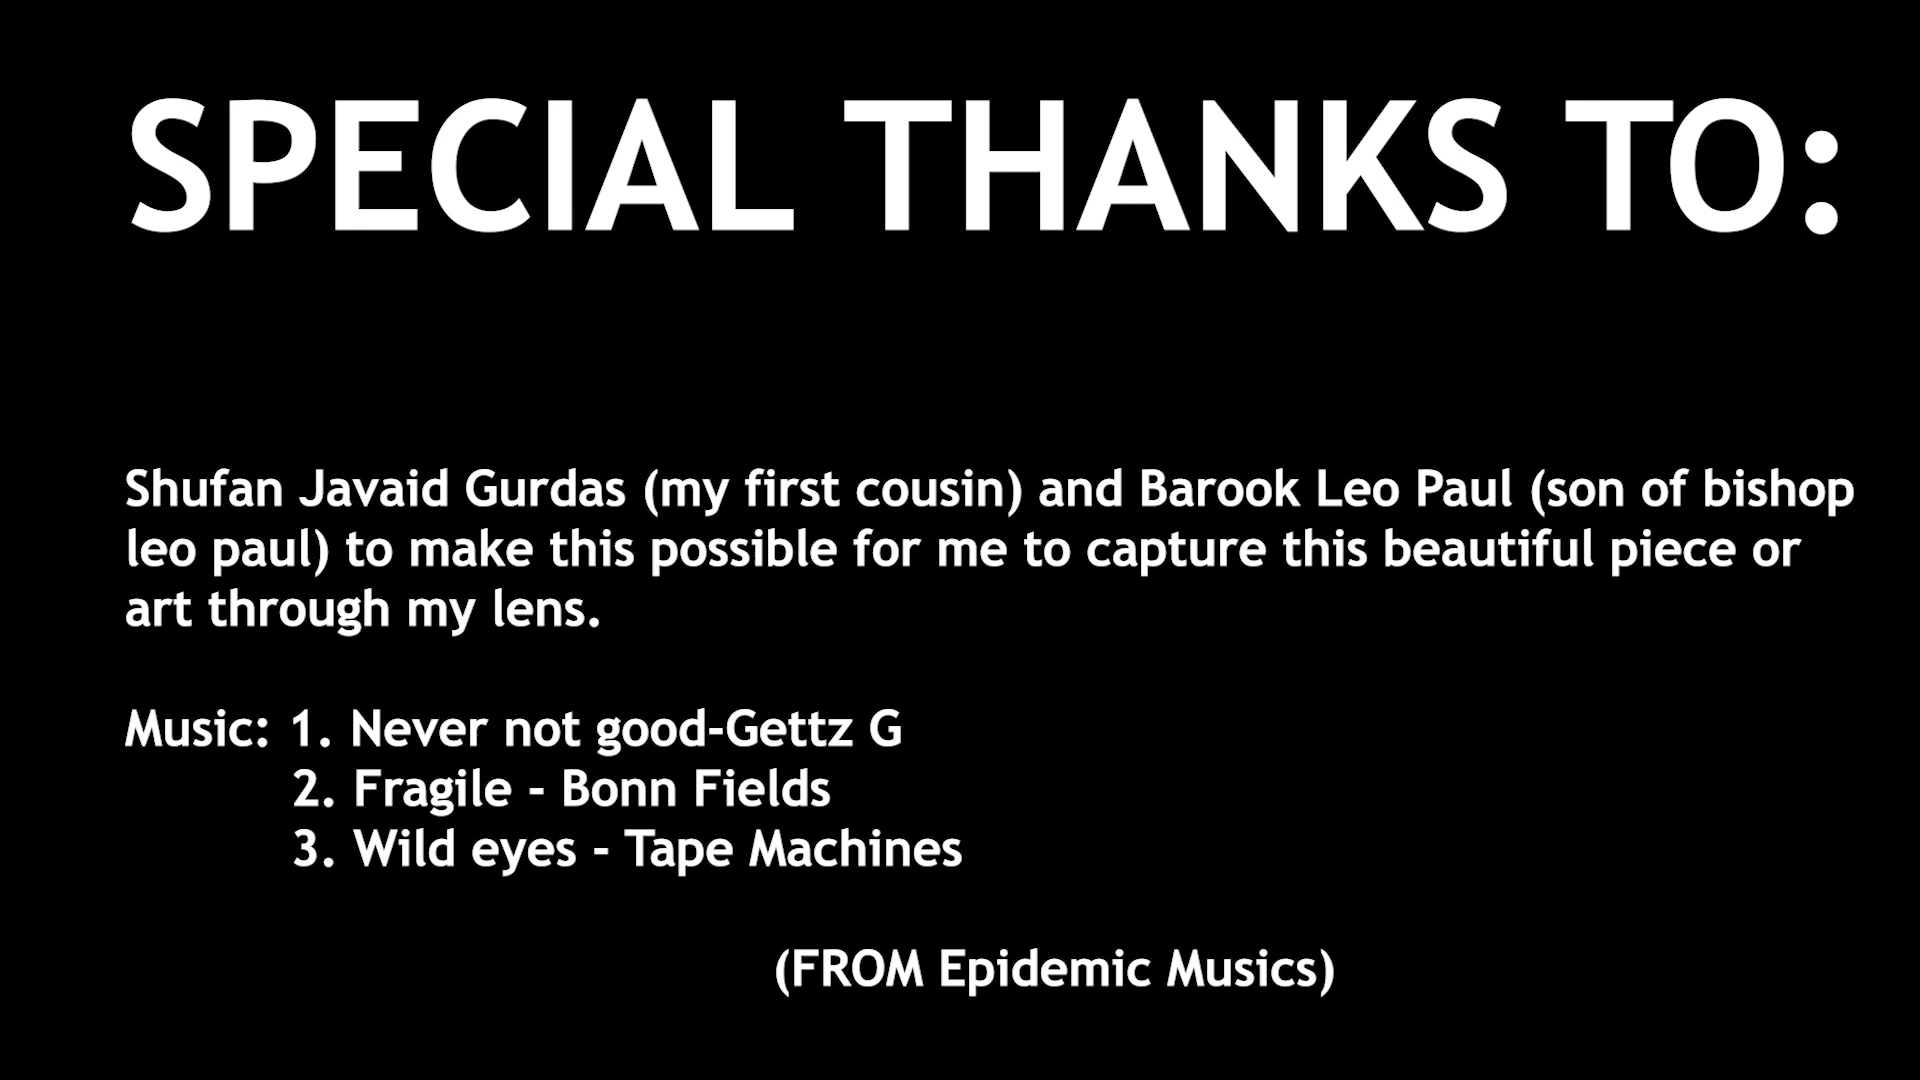 SPECIAL THANKS TO:
Shufan Javaid Gurdas (my first cousin) and Barook Leo Paul (son of bishop
leo paul) to make this possible for me to capture this beautiful piece or
art through my lens.
Music: 1. Never not good-Gettz G
2. Fragile - Bonn Fields
3. Wild eyes - Tape Machines
(FROM Epidemic Musics)